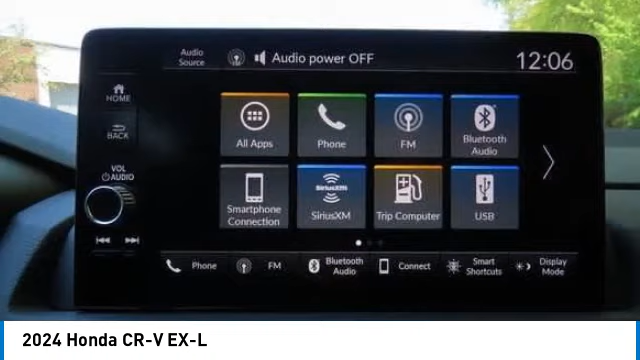 Audio
Source
Audio power OFF
12:06
HOME
BACK
VOL
AUDIO
All Apps
Phone
FM
Bluetooth
Audio
Smartphone
Connection
SiriusXM
SiriusXM
Trip Computer
USB
Phone
FM
Bluetooth
Audio
Connect
Smart
Shortcuts
Display
Mode
2024 Honda CR-V EX-L